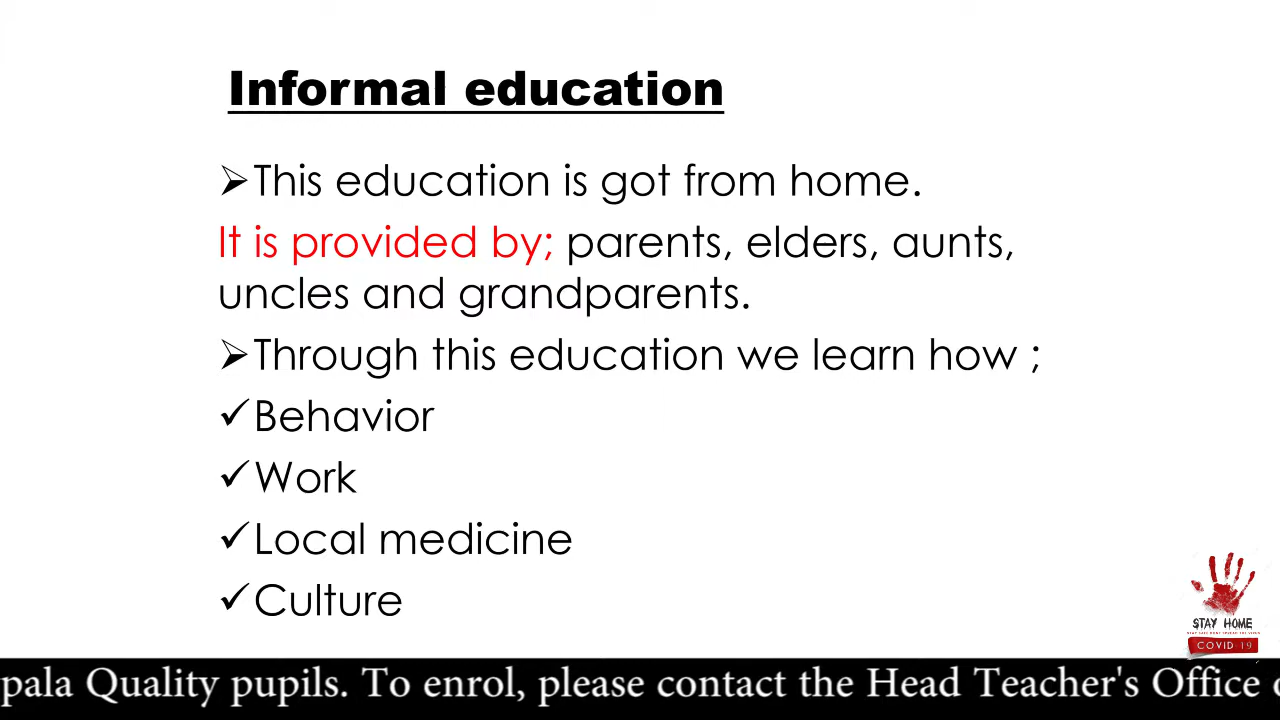 Informal education
➢This education is got from home.
It is provided by; parents, elders, aunts,
uncles and grandparents.
➢Through this education we learn how ;
✓Behavior
✓Work
✓Local medicine
✓Culture
STAY HOME
COVID 19
pala Quality pupils. To enrol, please contact the Head Teacher's Office